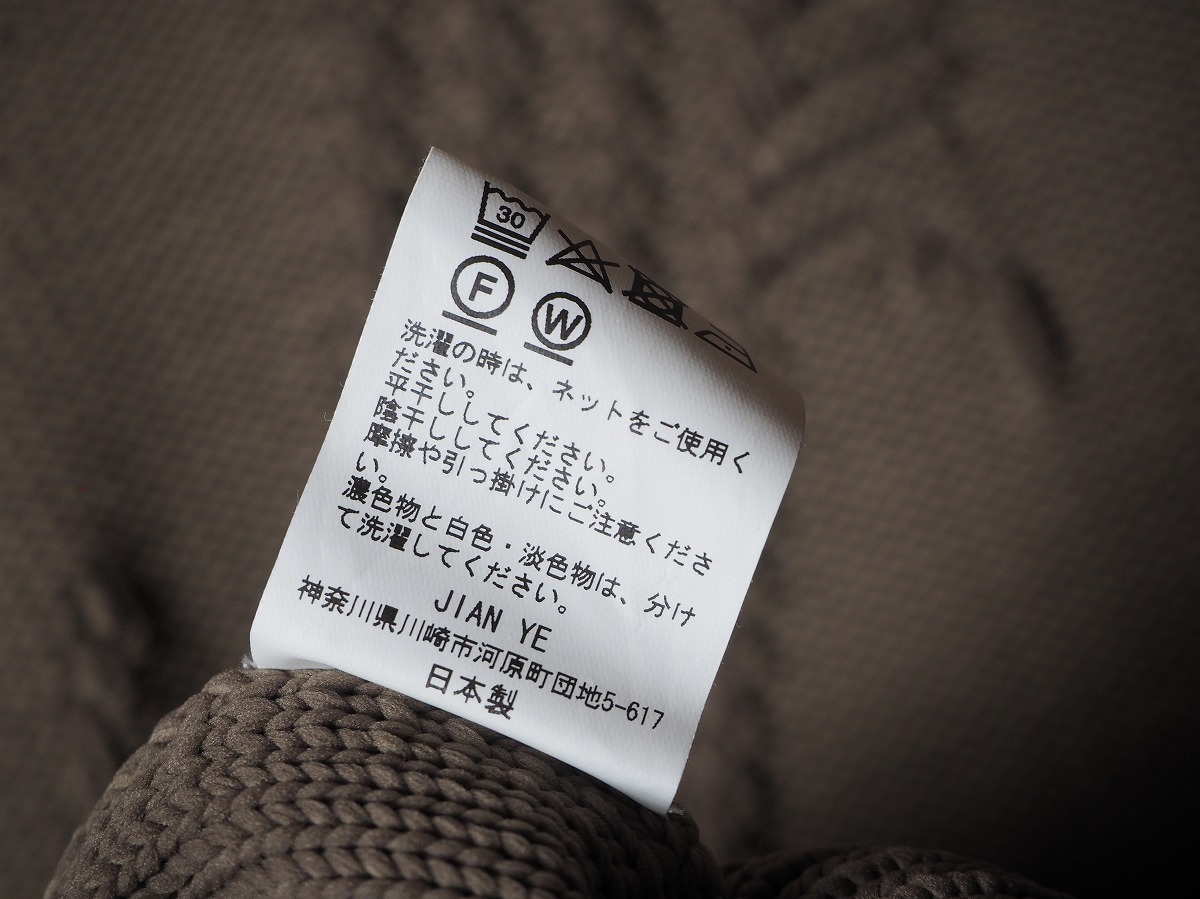 30
F W
洗濯の時は、ネットをご使用く
ださい。
平干ししてください。
陰干ししてください。
摩擦や引っ掛けにご注意くださ
い。
濃色物と白色・淡色物は、分け
て洗濯してください。
JIAN YE
神奈川県川崎市河原町団地5-617
日本製